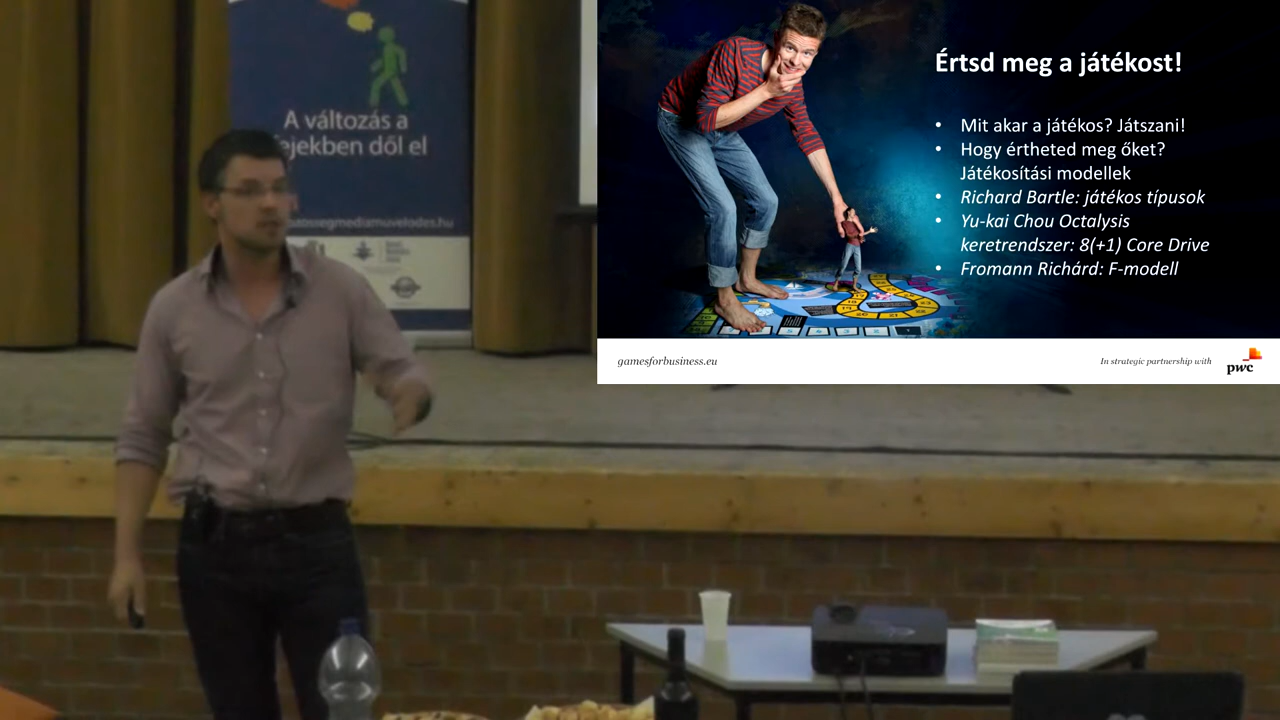 A változás a
fejekben dől el
Értsd meg a játékost!
• Mit akar a játékos? Játszani!
• Hogy értheted meg őket?
Játékosítási modellek
• Richard Bartle: játékos típusok
• Yu-kai Chou Octalysis
keretrendszer: 8(+1) Core Drive
• Fromann Richárd: F-modell
gamesforbusiness.eu
In strategic partnership with
pwc